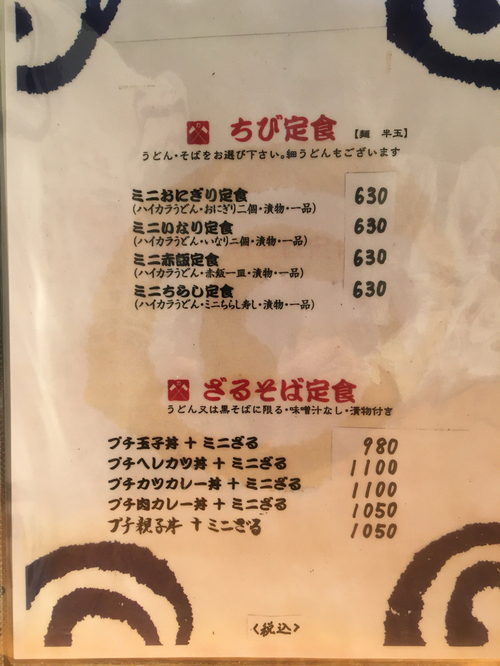 ちび定食 【麺 半玉】
うどん・そばをお選び下さい。細うどんもございます
ミニおにぎり定食 630
(ハイカラうどん・おにぎり二個・漬物・一品)
ミニいなり定食 630
(ハイカラうどん・いなり二個・漬物・一品)
ミニ赤飯定食 630
(ハイカラうどん・赤飯一皿・漬物・一品)
ミニちらし定食 630
(ハイカラうどん・ミニちらし寿し・漬物・一品)
ざるそば定食
うどん又は黒そばに限る・味噌汁なし・漬物付き
プチ玉子丼 + ミニざる 980
プチヘレカツ丼 + ミニざる 1100
プチカツカレー丼 + ミニざる 1100
プチ肉カレー丼 + ミニざる 1050
プチ親子丼 + ミニざる 1050
〈税込〉